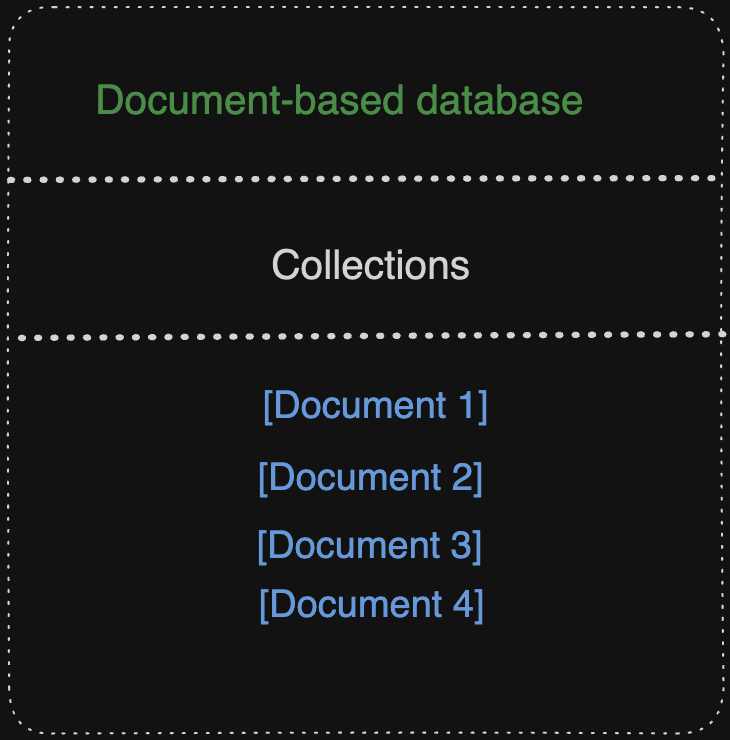 Document-based database
Collections
[Document 1]
[Document 2]
[Document 3]
[Document 4]